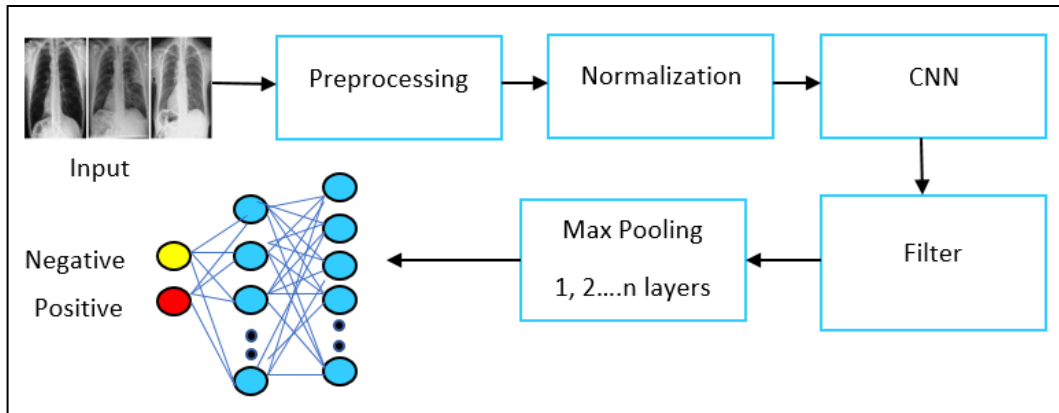 Input
Preprocessing
Normalization
CNN
Filter
Max Pooling
1, 2....n layers
Negative
Positive